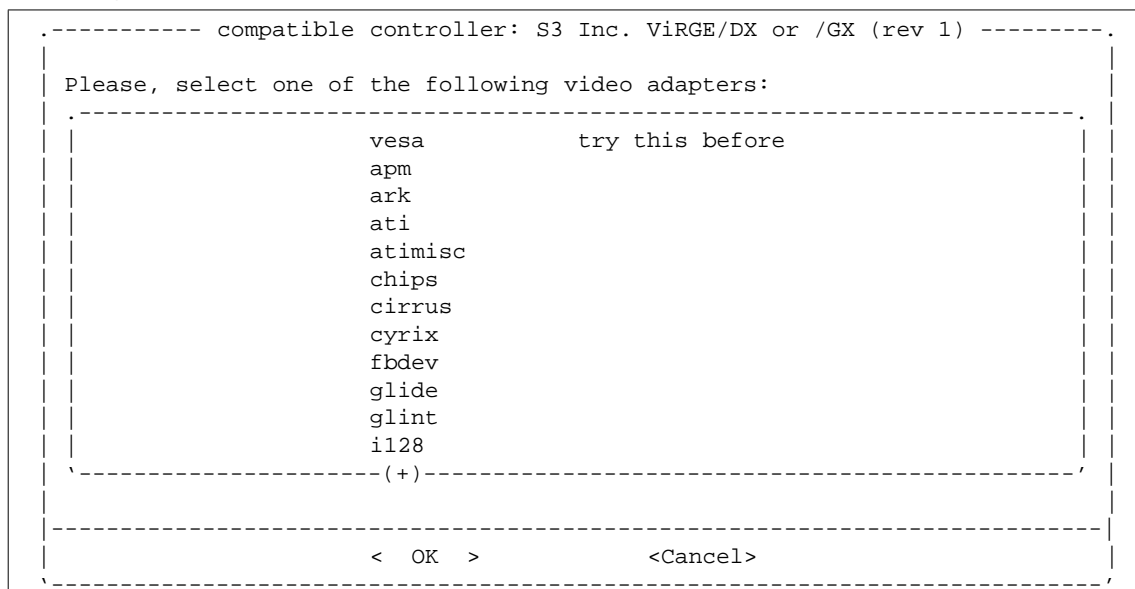 compatible controller: S3 Inc. ViRGE/DX or /GX (rev 1)
Please, select one of the following video adapters:
vesa try this before
apm
ark
ati
atimisc
chips
cirrus
cyrix
fbdev
glide
glint
i128
(+)
< OK > <Cancel>